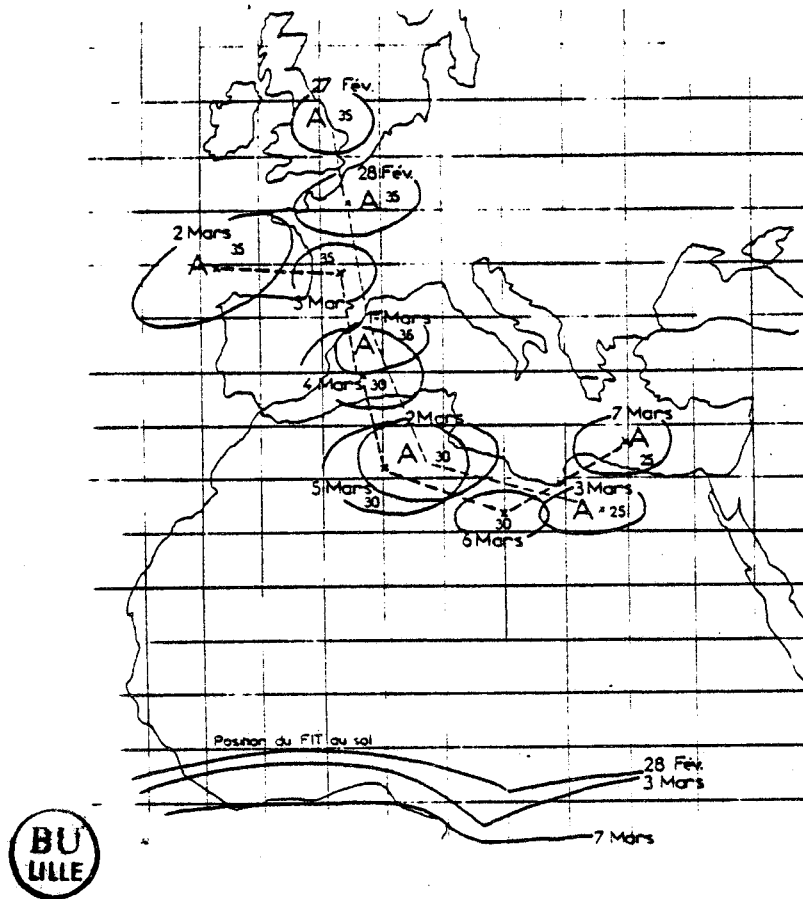 27 Fév.
A 35
28 Fév.
A 35
2 Mars
35
A
35
3 Mars
1 Mars
A 35
4 Mars 30
2 Mars
A 30
5 Mars
30
7 Mars
A
25
3 Mars
A 25
30
6 Mars
Position du FIT au sol
28 Fév.
3 Mars
7 Mars
BU
LILLE